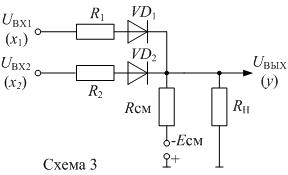 Uвх1 R1 VD1
(x1)
Uвх2 VD2 Uвых
(x2) R2 (y)
Rсм Rн
-Eсм
+
Схема 3